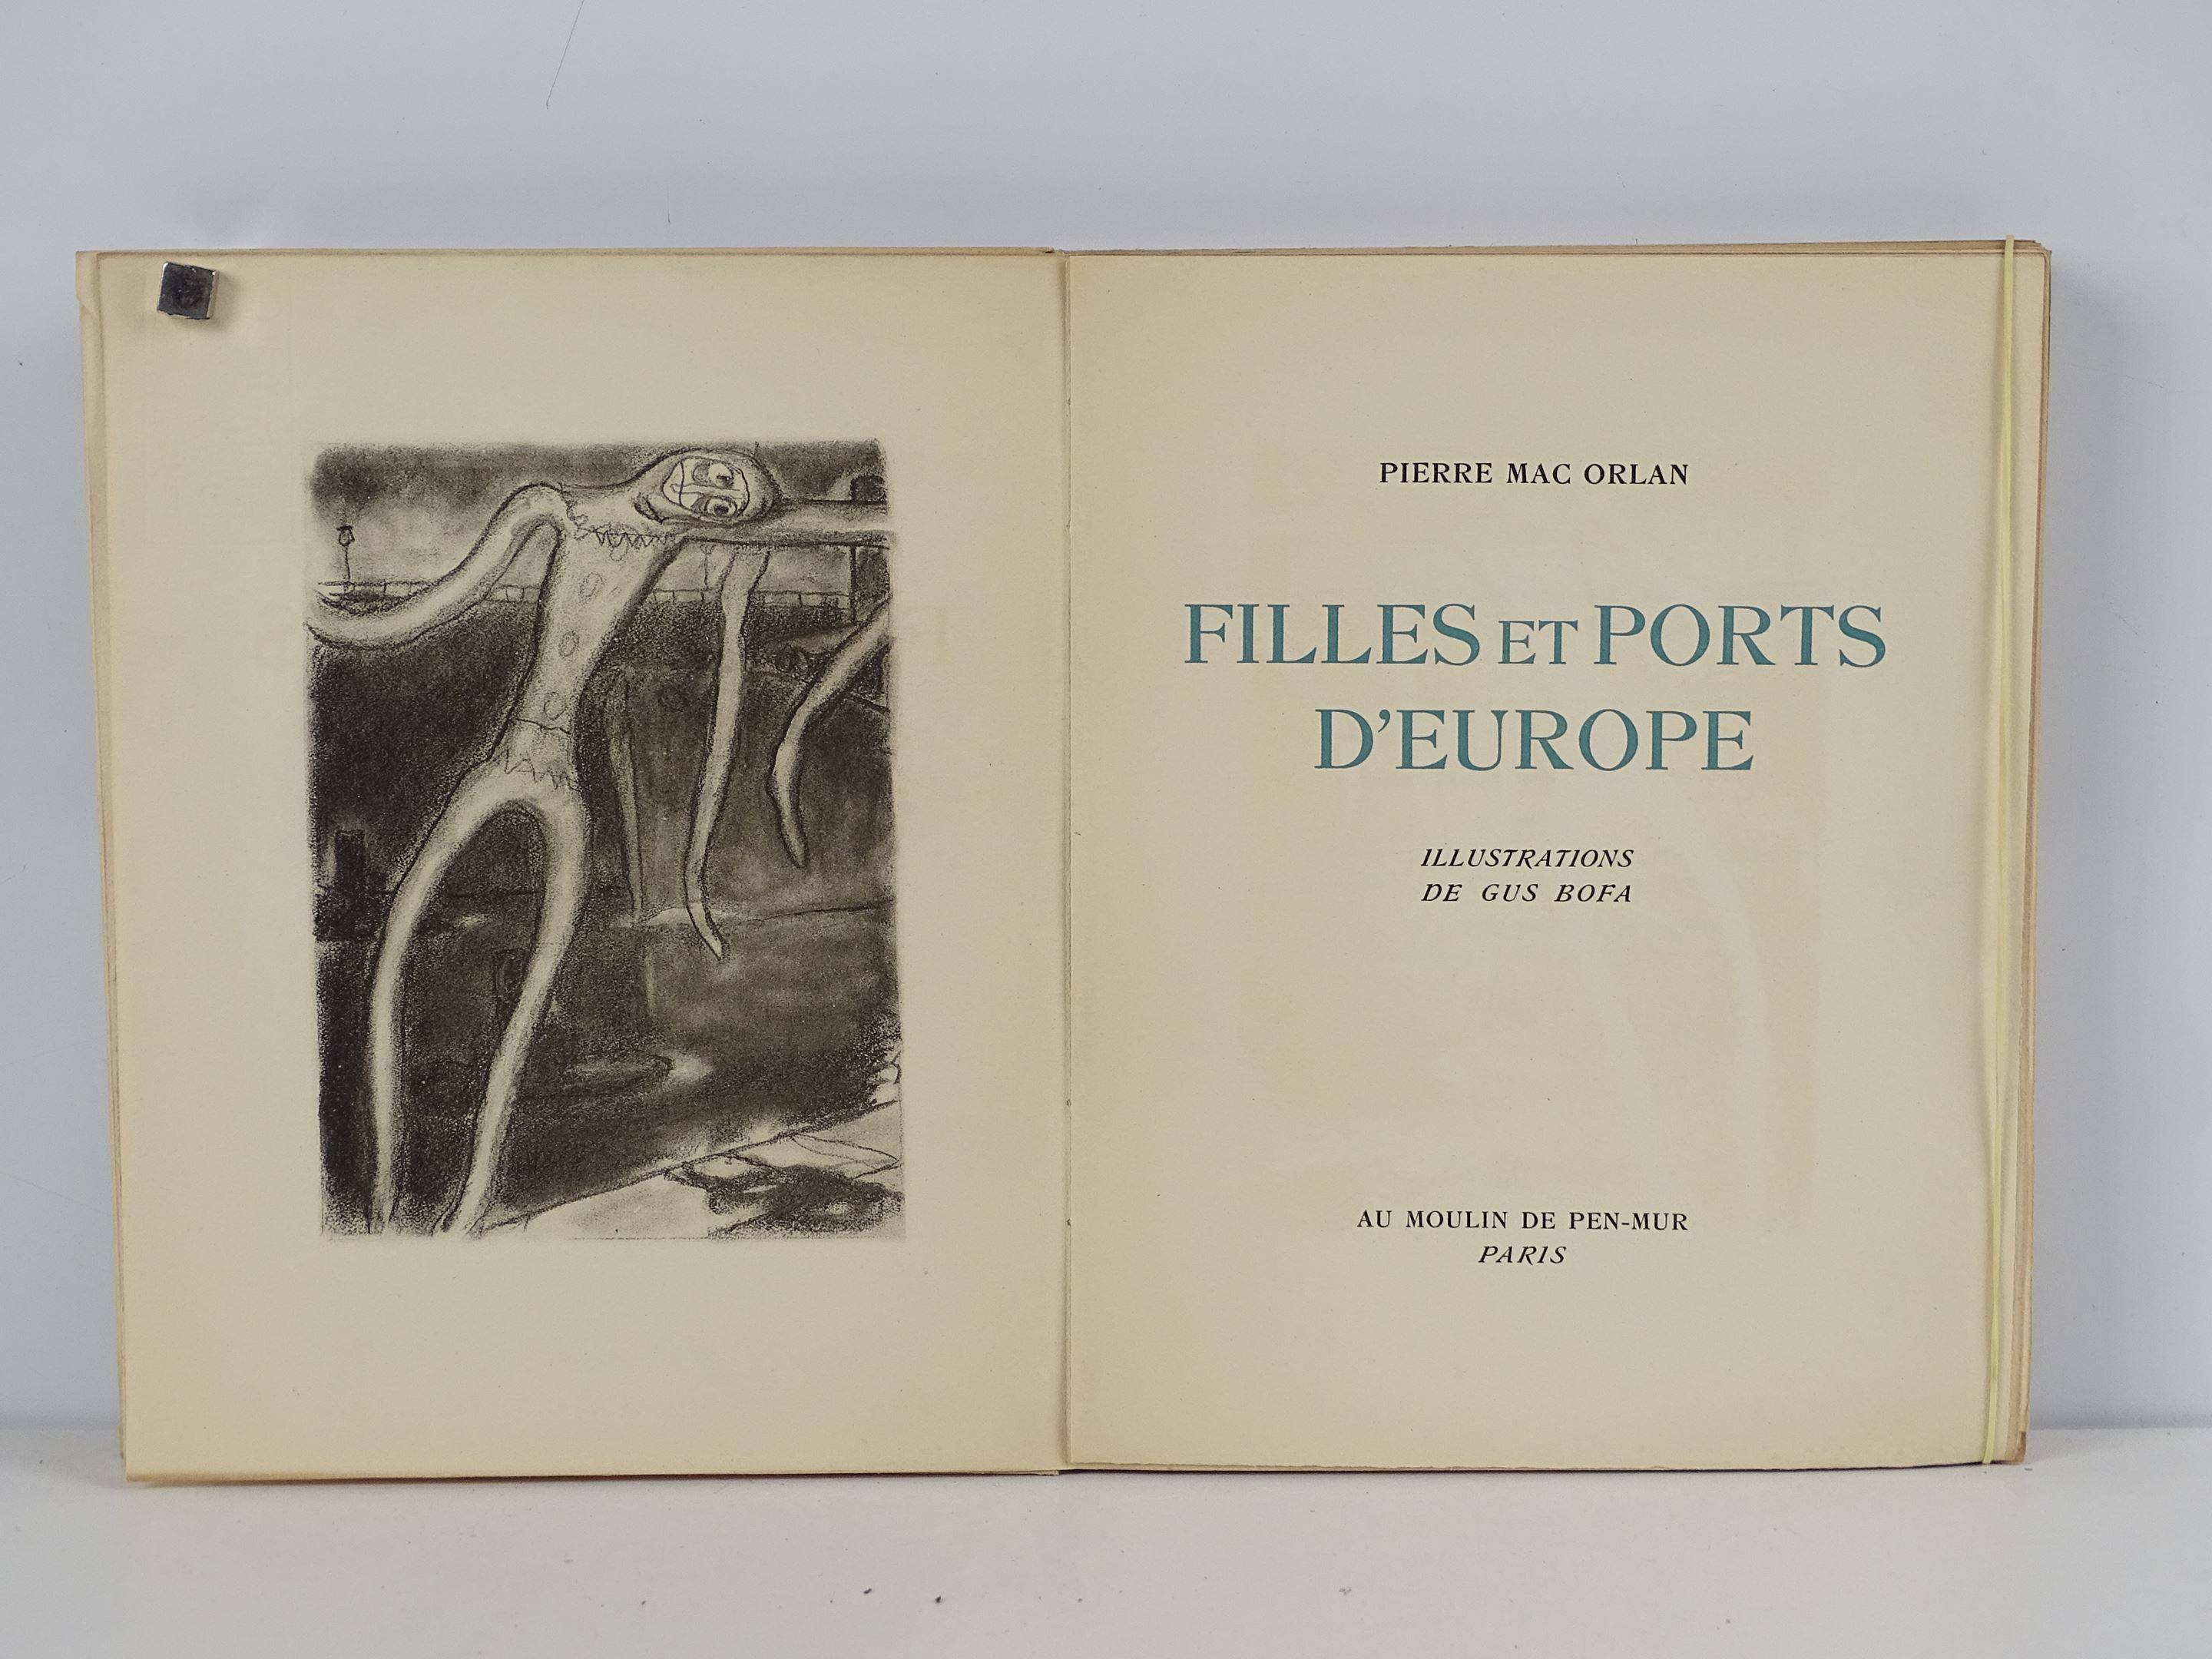 PIERRE MAC ORLAN
FILLES ET PORTS
D'EUROPE
ILLUSTRATIONS
DE GUS BOFA
AU MOULIN DE PEN-MUR
PARIS